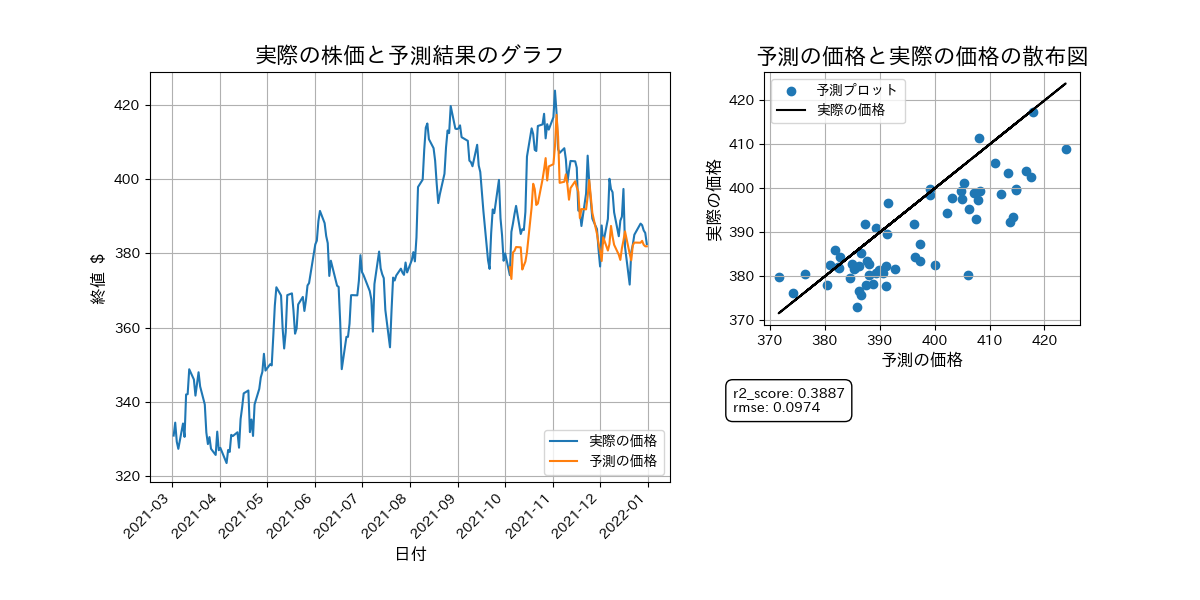 実際の株価と予測結果のグラフ
終値 $
420
400
380
360
340
320
2021-03
2021-04
2021-05
2021-06
2021-07
2021-08
2021-09
2021-10
2021-11
2021-12
2022-01
日付
実際の価格
予測の価格
予測の価格と実際の価格の散布図
実際の価格
420
410
400
390
380
370
370
380
390
400
410
420
予測の価格
予測プロット
実際の価格
r2_score: 0.3887
rmse: 0.0974